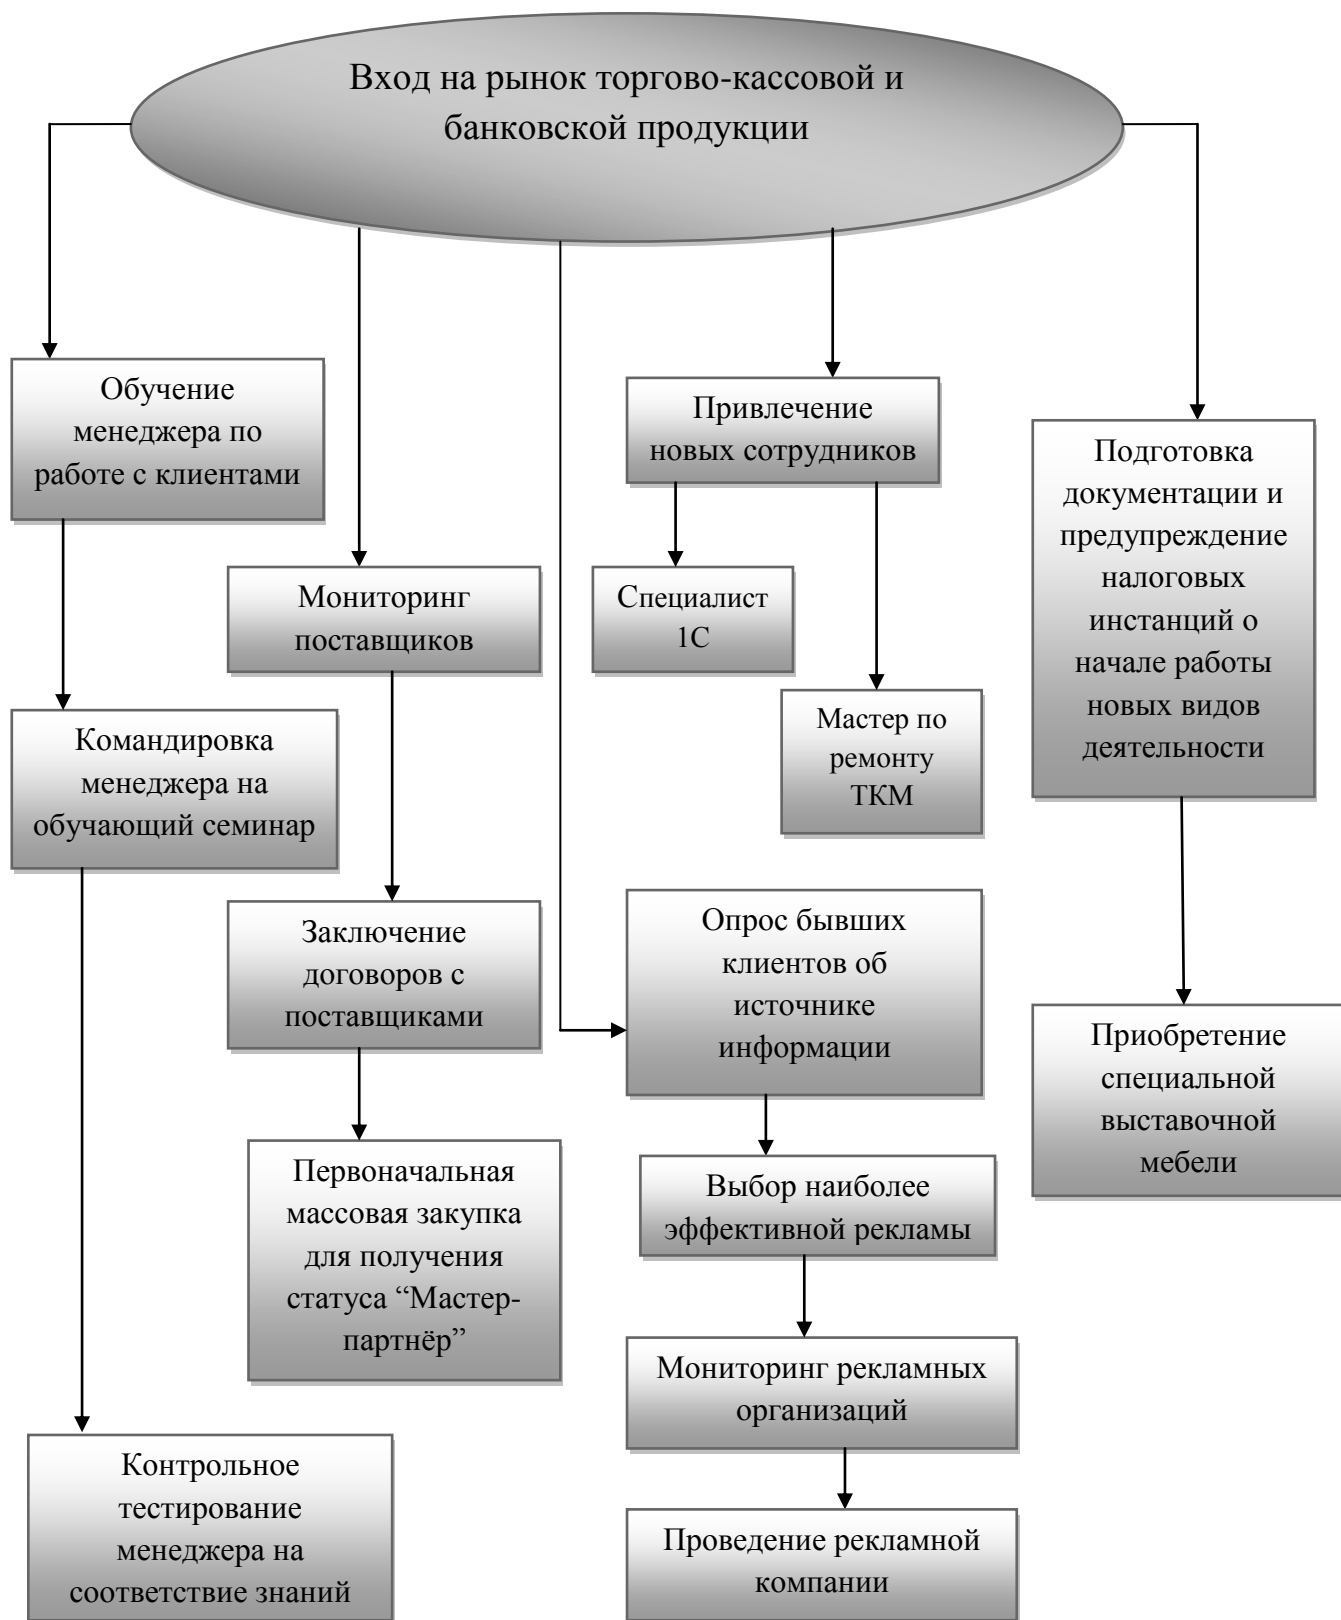 Вход на рынок торгово-кассовой и
банковской продукции
Обучение
менеджера по
работе с клиентами
Командировка
менеджера на
обучающий семинар
Контрольное
тестирование
менеджера на
соответствие знаний
Мониторинг
поставщиков
Заключение
договоров с
поставщиками
Первоначальная
массовая закупка
для получения
статуса “Мастер-
партнёр”
Привлечение
новых сотрудников
Специалист
1С
Мастер по
ремонту
ТКМ
Опрос бывших
клиентов об
источнике
информации
Выбор наиболее
эффективной рекламы
Мониторинг рекламных
организаций
Проведение рекламной
компании
Подготовка
документации и
предупреждение
налоговых
инстанций о
начале работы
новых видов
деятельности
Приобретение
специальной
выставочной
мебели